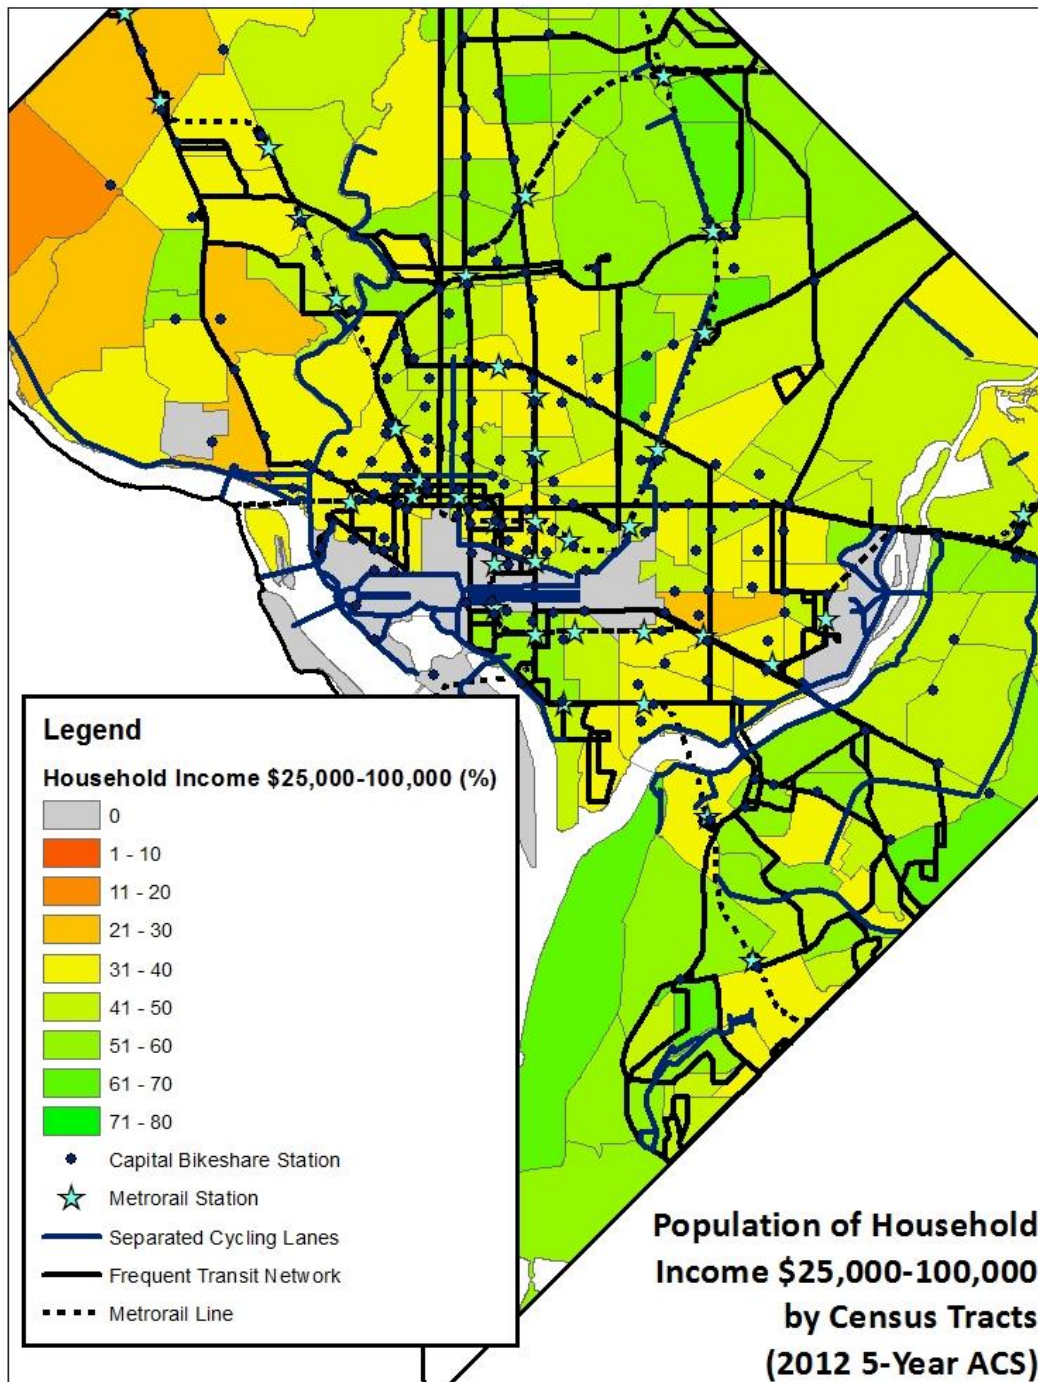 Legend
Household Income $25,000-100,000 (%)
0
1 - 10
11 - 20
21 - 30
31 - 40
41 - 50
51 - 60
61 - 70
71 - 80
Capital Bikeshare Station
Metrorail Station
Separated Cycling Lanes
Frequent Transit Network
Metrorail Line
Population of Household
Income $25,000-100,000
by Census Tracts
(2012 5-Year ACS)